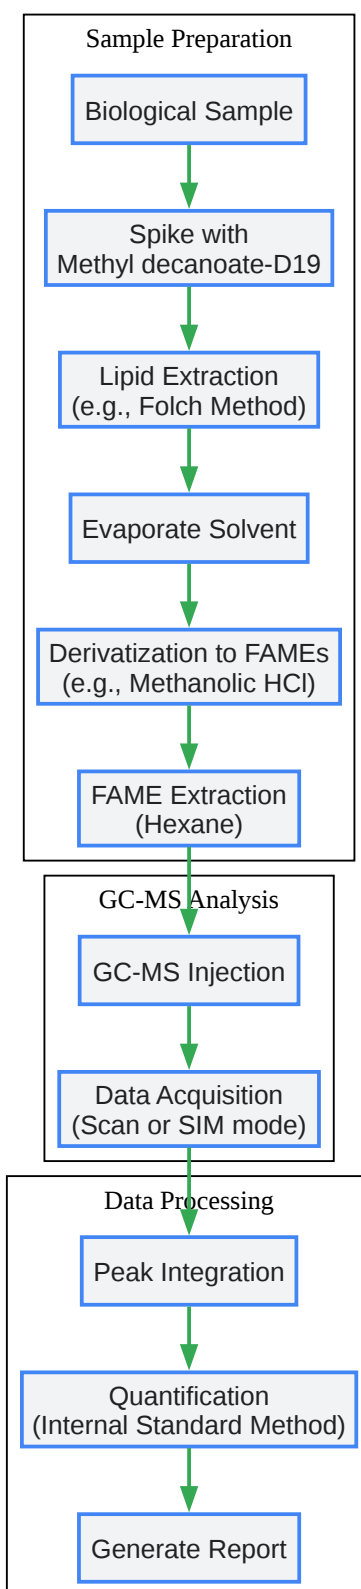 Sample Preparation
Biological Sample
Spike with
Methyl decanoate-D19
Lipid Extraction
(e.g., Folch Method)
Evaporate Solvent
Derivatization to FAMEs
(e.g., Methanolic HCl)
FAME Extraction
(Hexane)
GC-MS Analysis
GC-MS Injection
Data Acquisition
(Scan or SIM mode)
Data Processing
Peak Integration
Quantification
(Internal Standard Method)
Generate Report